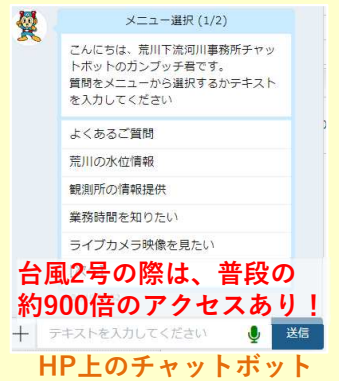 メニュー選択 (1/2)
こんにちは、荒川下流河川事務所チャッ
トボットのガンブッチ君です。
質問をメニューから選択するかテキスト
を入力してください
よくあるご質問
荒川の水位情報
観測所の情報提供
業務時間を知りたい
ライブカメラ映像を見たい
台風2号の際は、普段の
約900倍のアクセスあり！
テキストを入力してください
送信
HP上のチャットボット